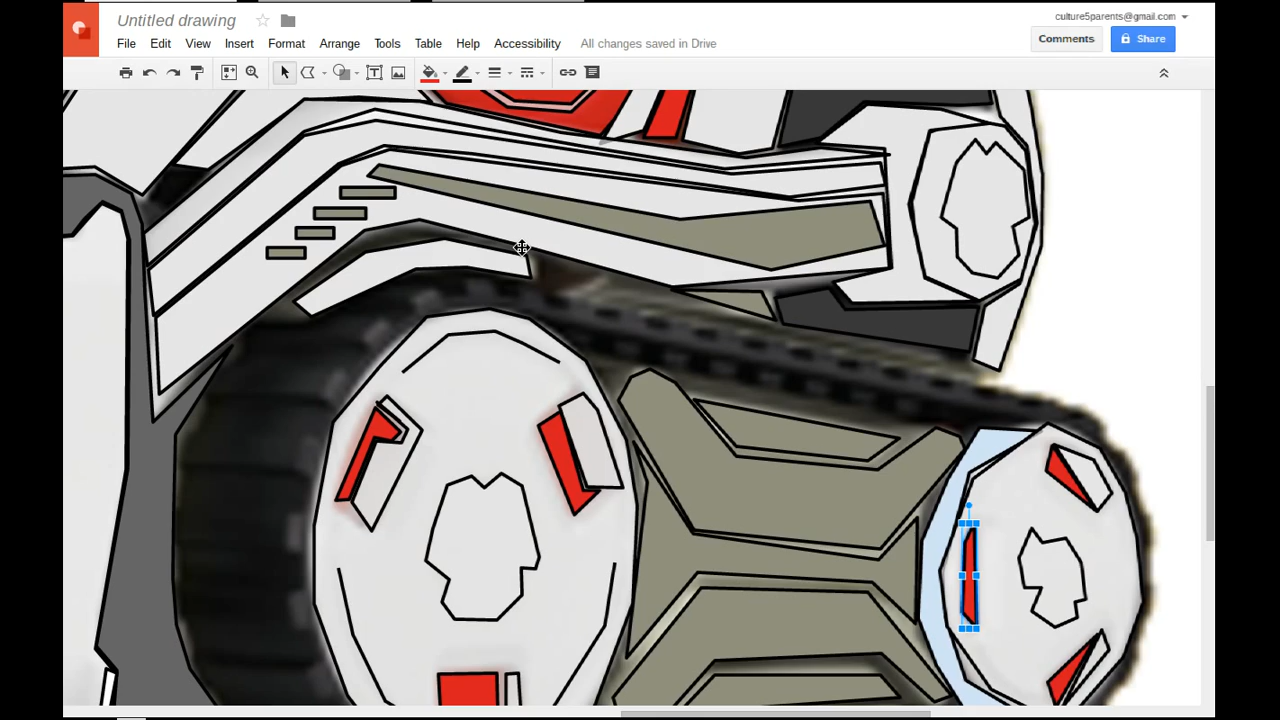 Untitled drawing
culture5parents@gmail.com
File Edit View Insert Format Arrange Tools Table Help Accessibility All changes saved in Drive
Comments Share